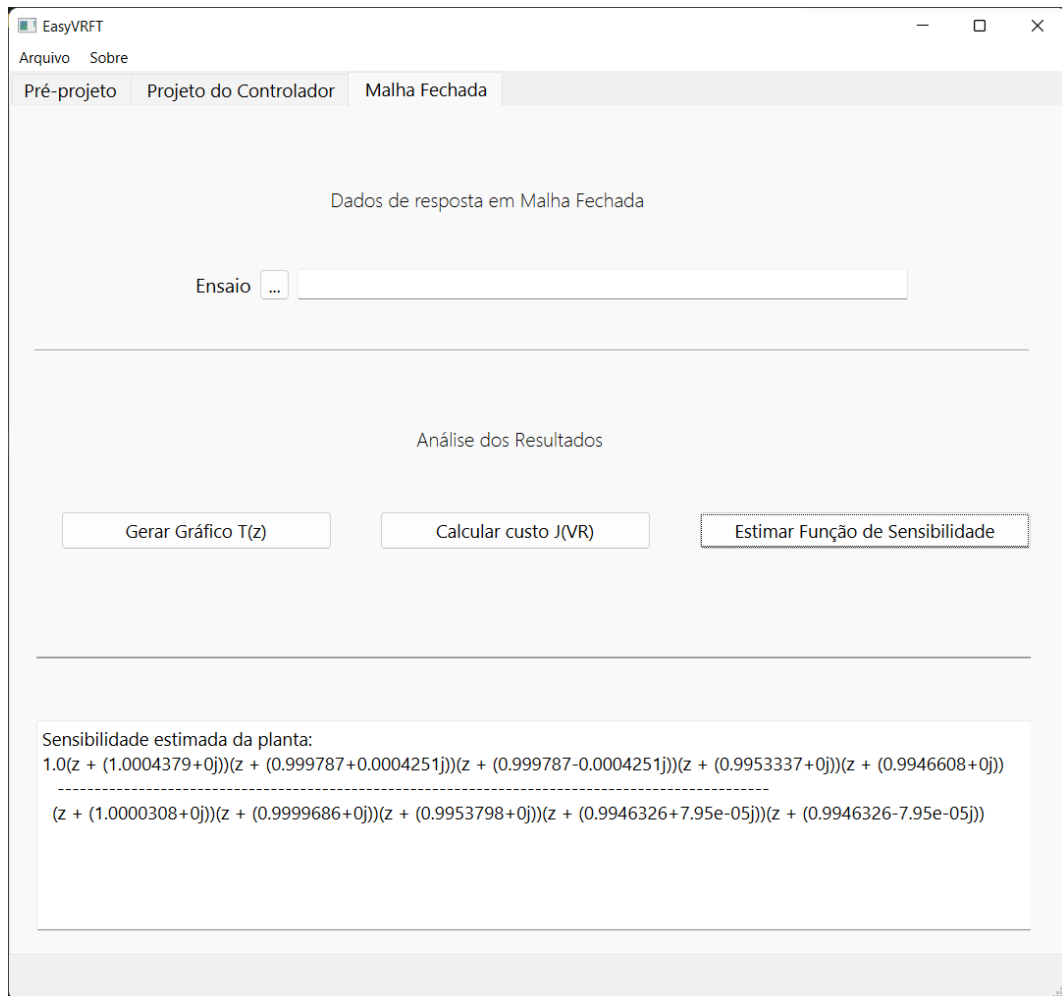 EasyVRFT
Arquivo Sobre
Pré-projeto Projeto do Controlador Malha Fechada
Dados de resposta em Malha Fechada
Ensaio ...
Análise dos Resultados
Gerar Gráfico T(z) Calcular custo J(VR) Estimar Função de Sensibilidade
Sensibilidade estimada da planta:
1.0(z + (1.0004379+0j))(z + (0.999787+0.0004251j))(z + (0.999787-0.0004251j))(z + (0.9953337+0j))(z + (0.9946608+0j))
------------------------------------------------------------------------------------------------
(z + (1.0000308+0j))(z + (0.9999686+0j))(z + (0.9953798+0j))(z + (0.9946326+7.95e-05j))(z + (0.9946326-7.95e-05j))